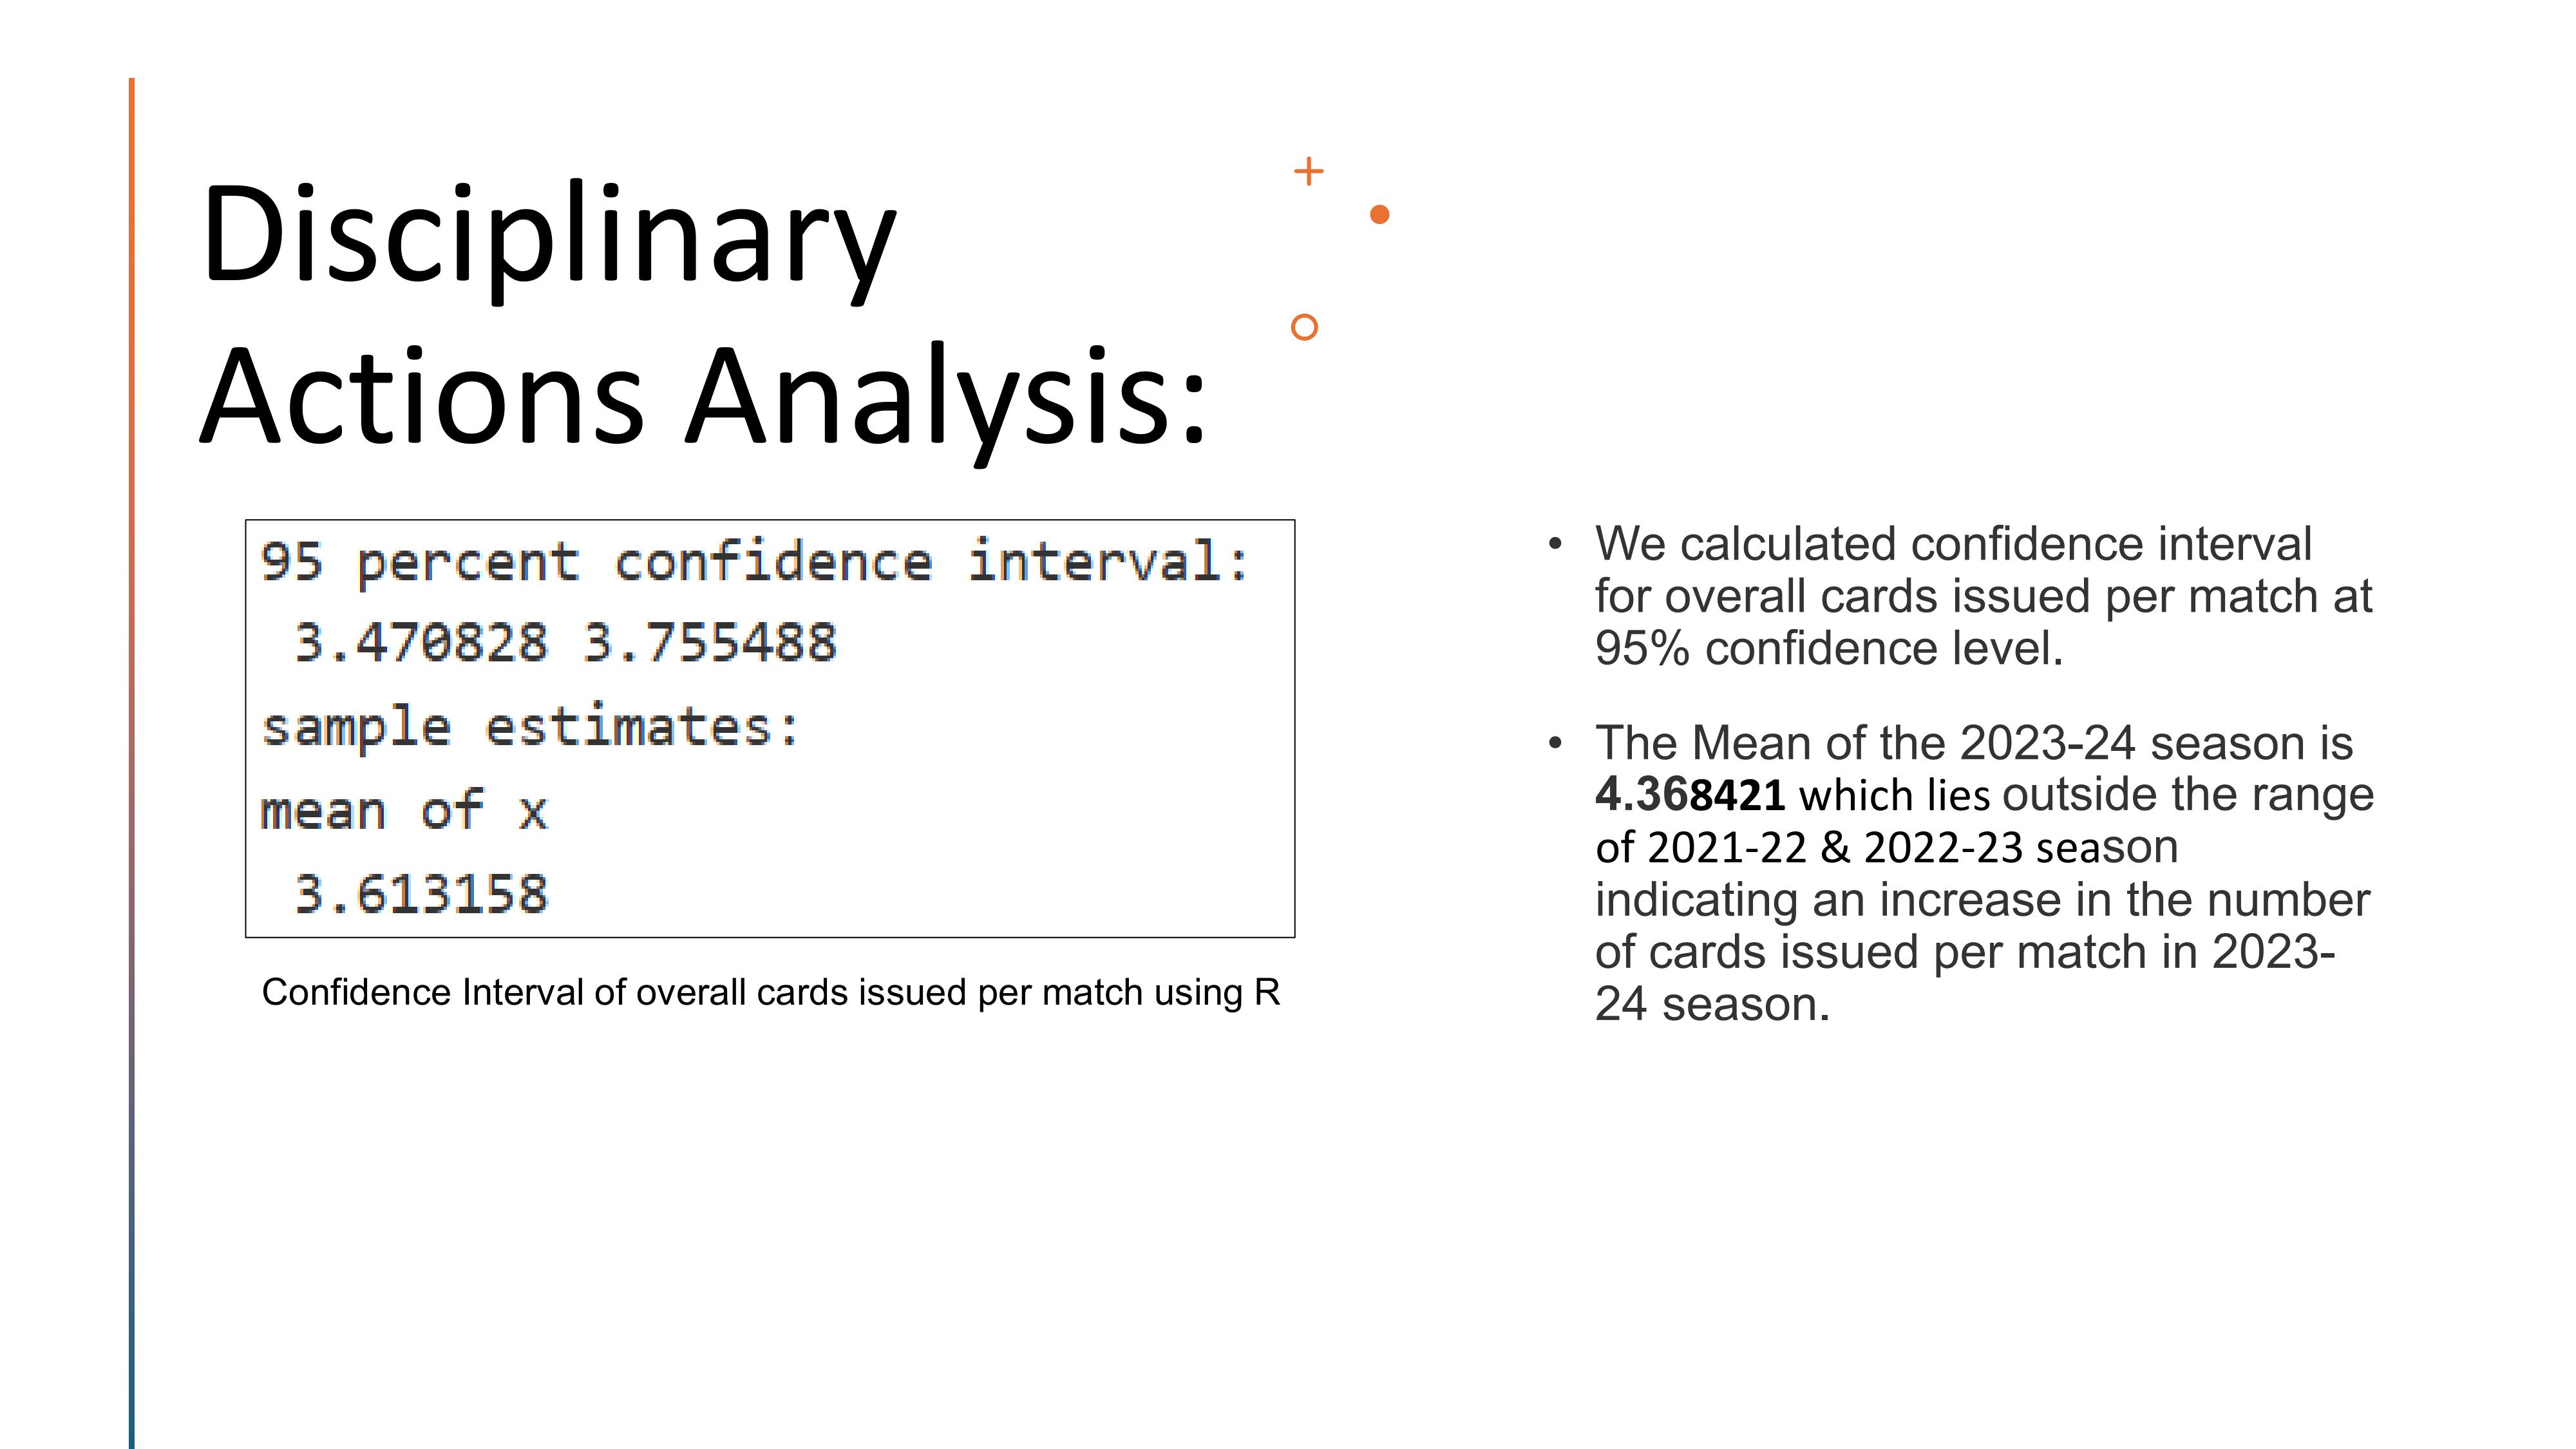 Disciplinary
Actions Analysis:
95 percent confidence interval:
3.470828 3.755488
sample estimates:
mean of x
3.613158
Confidence Interval of overall cards issued per match using R
• We calculated confidence interval
for overall cards issued per match at
95% confidence level.
• The Mean of the 2023-24 season is
4.368421 which lies outside the range
of 2021-22 & 2022-23 season
indicating an increase in the number
of cards issued per match in 2023-
24 season.